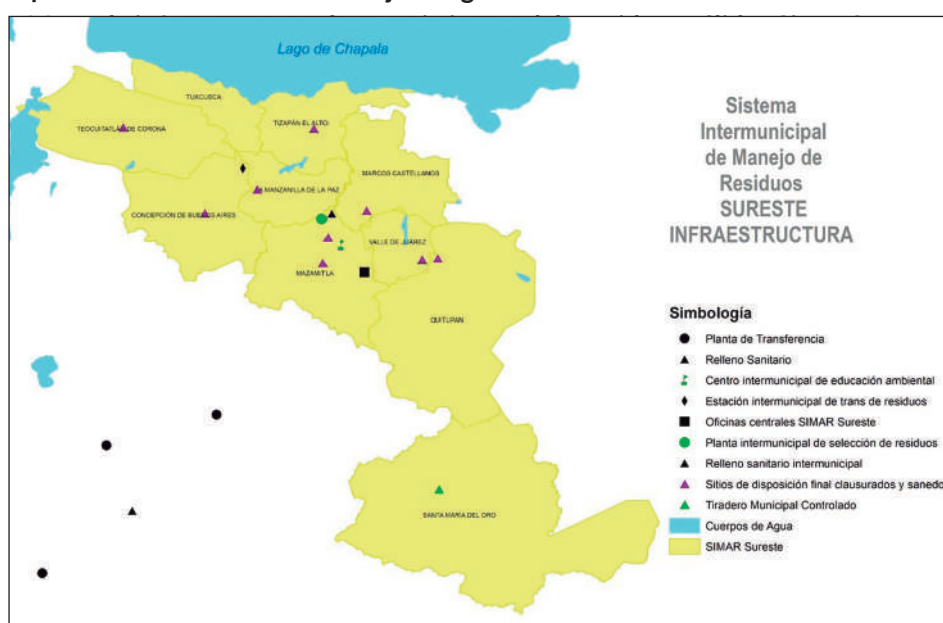 Lago de Chapala
TUXCUECA
TEOCUITATLÁN DE CORONA
TIZAPÁN EL ALTO
MARCOS CASTELLANOS
MANZANILLA DE LA PAZ
CONCEPCIÓN DE BUENOS AIRES
VALLE DE JUÁREZ
MAZAMITLA
QUITUPAN
SANTA MARÍA DEL ORO
Sistema
Intermunicipal
de Manejo de
Residuos
SURESTE
INFRAESTRUCTURA
Simbología
Planta de Transferencia
Relleno Sanitario
Centro intermunicipal de educación ambiental
Estación intermunicipal de trans de residuos
Oficinas centrales SIMAR Sureste
Planta intermunicipal de selección de residuos
Relleno sanitario intermunicipal
Sitios de disposición final clausurados y sanedo
Tiradero Municipal Controlado
Cuerpos de Agua
SIMAR Sureste